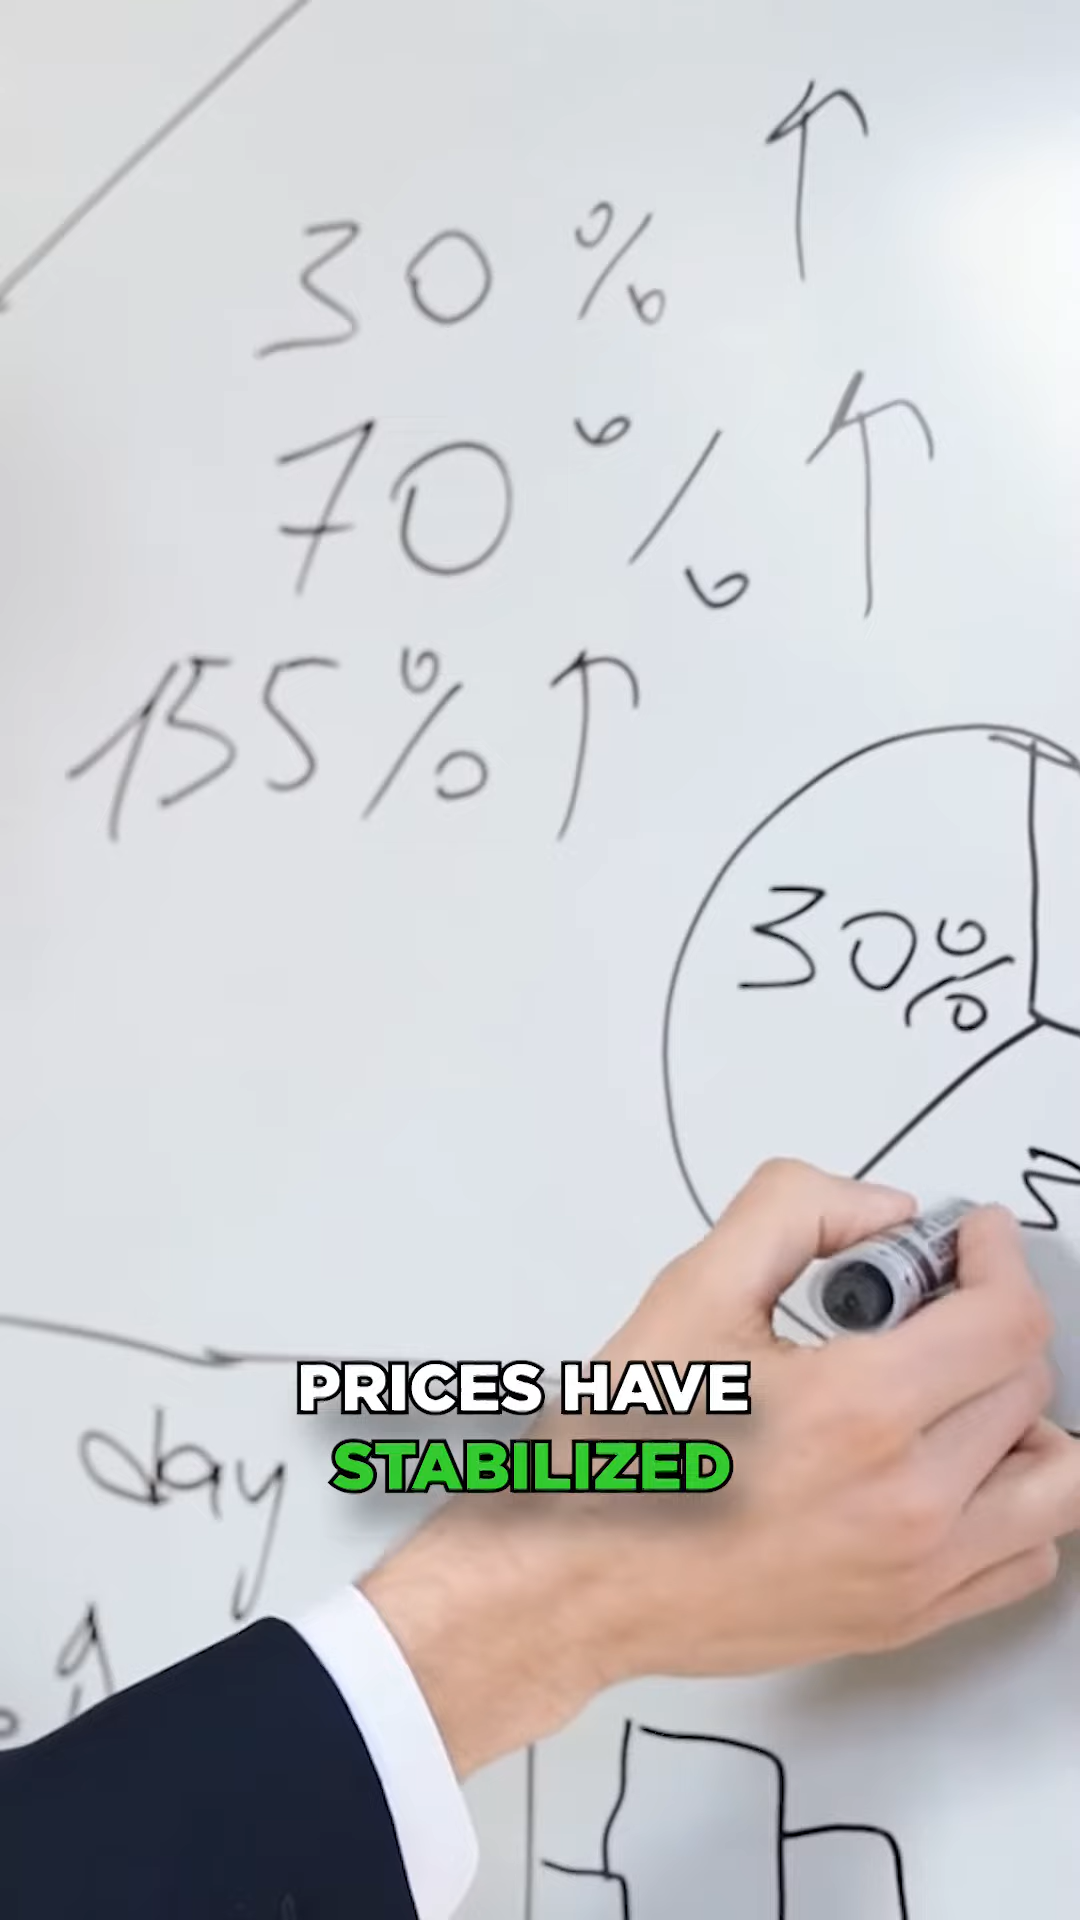 30% ↑
70% ↑
155% ↑
30%
PRICES HAVE
STABILIZED
day